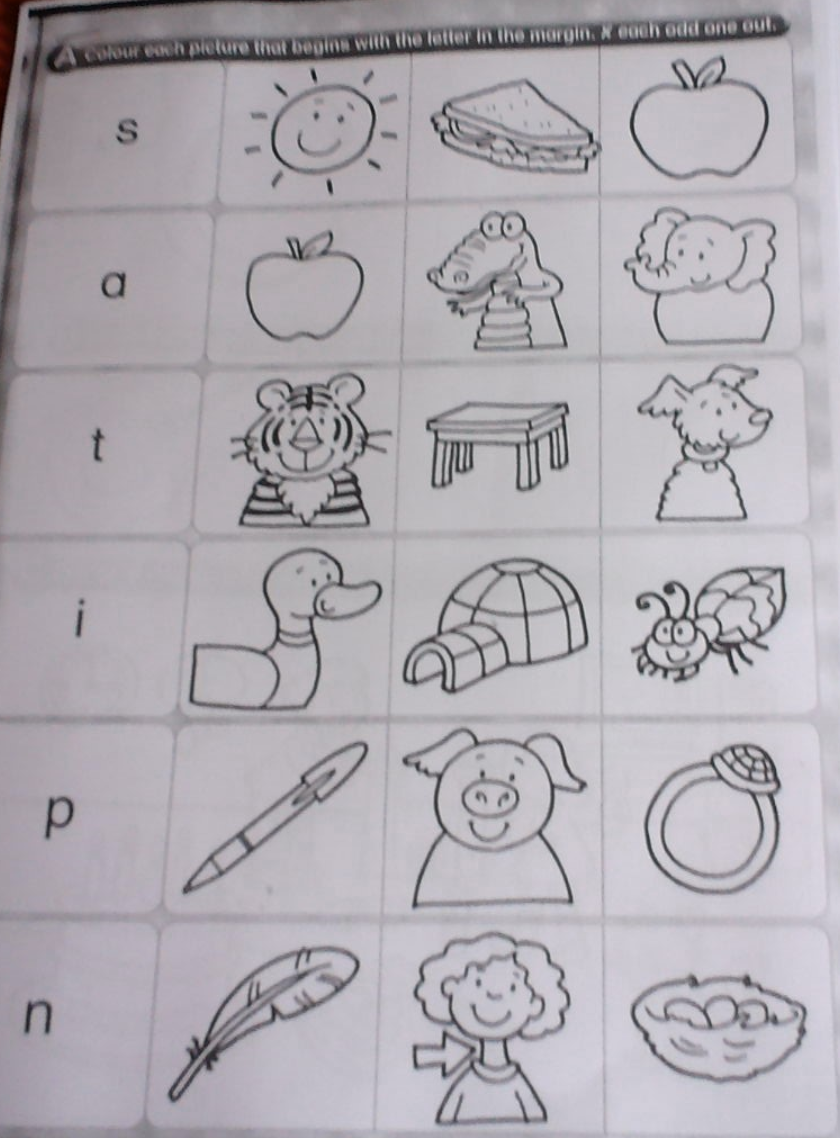 A Colour each picture that begins with the letter in the margin. X each odd one out.
s
a
t
i
p
n